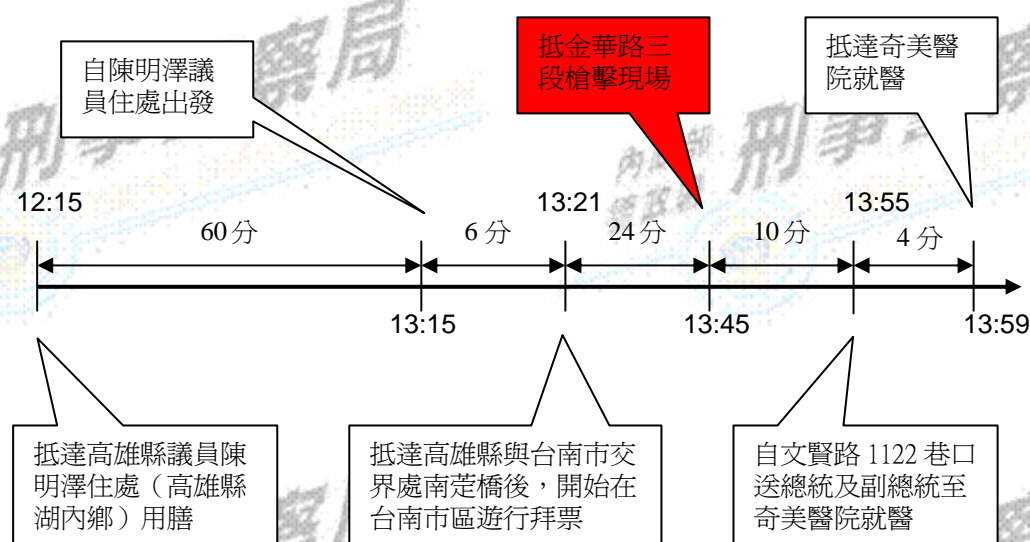 自陳明澤議
員住處出發
抵金華路三
段槍擊現場
抵達奇美醫
院就醫
12:15
13:21
13:55
60分
6分
24分
10分
4分
13:15
13:45
13:59
抵達高雄縣議員陳
明澤住處（高雄縣
湖內鄉）用膳
抵達高雄縣與台南市交
界處南萣橋後，開始在
台南市區遊行拜票
自文賢路 1122 巷口
送總統及副總統至
奇美醫院就醫